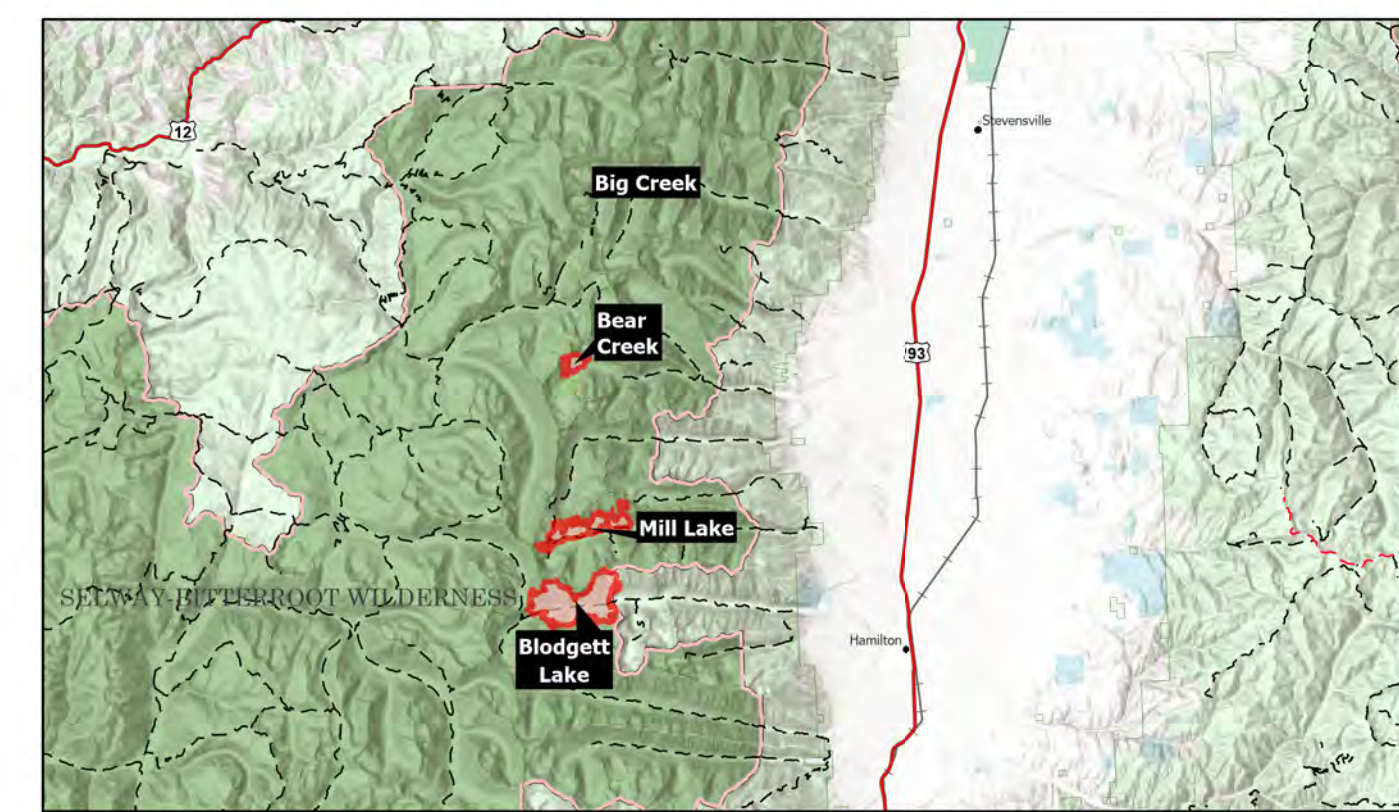 12
Stevensville
Big Creek
Bear
Creek
93
Mill Lake
SELWAY-BITTERROOT WILDERNESS
Hamilton
Blodgett
Lake